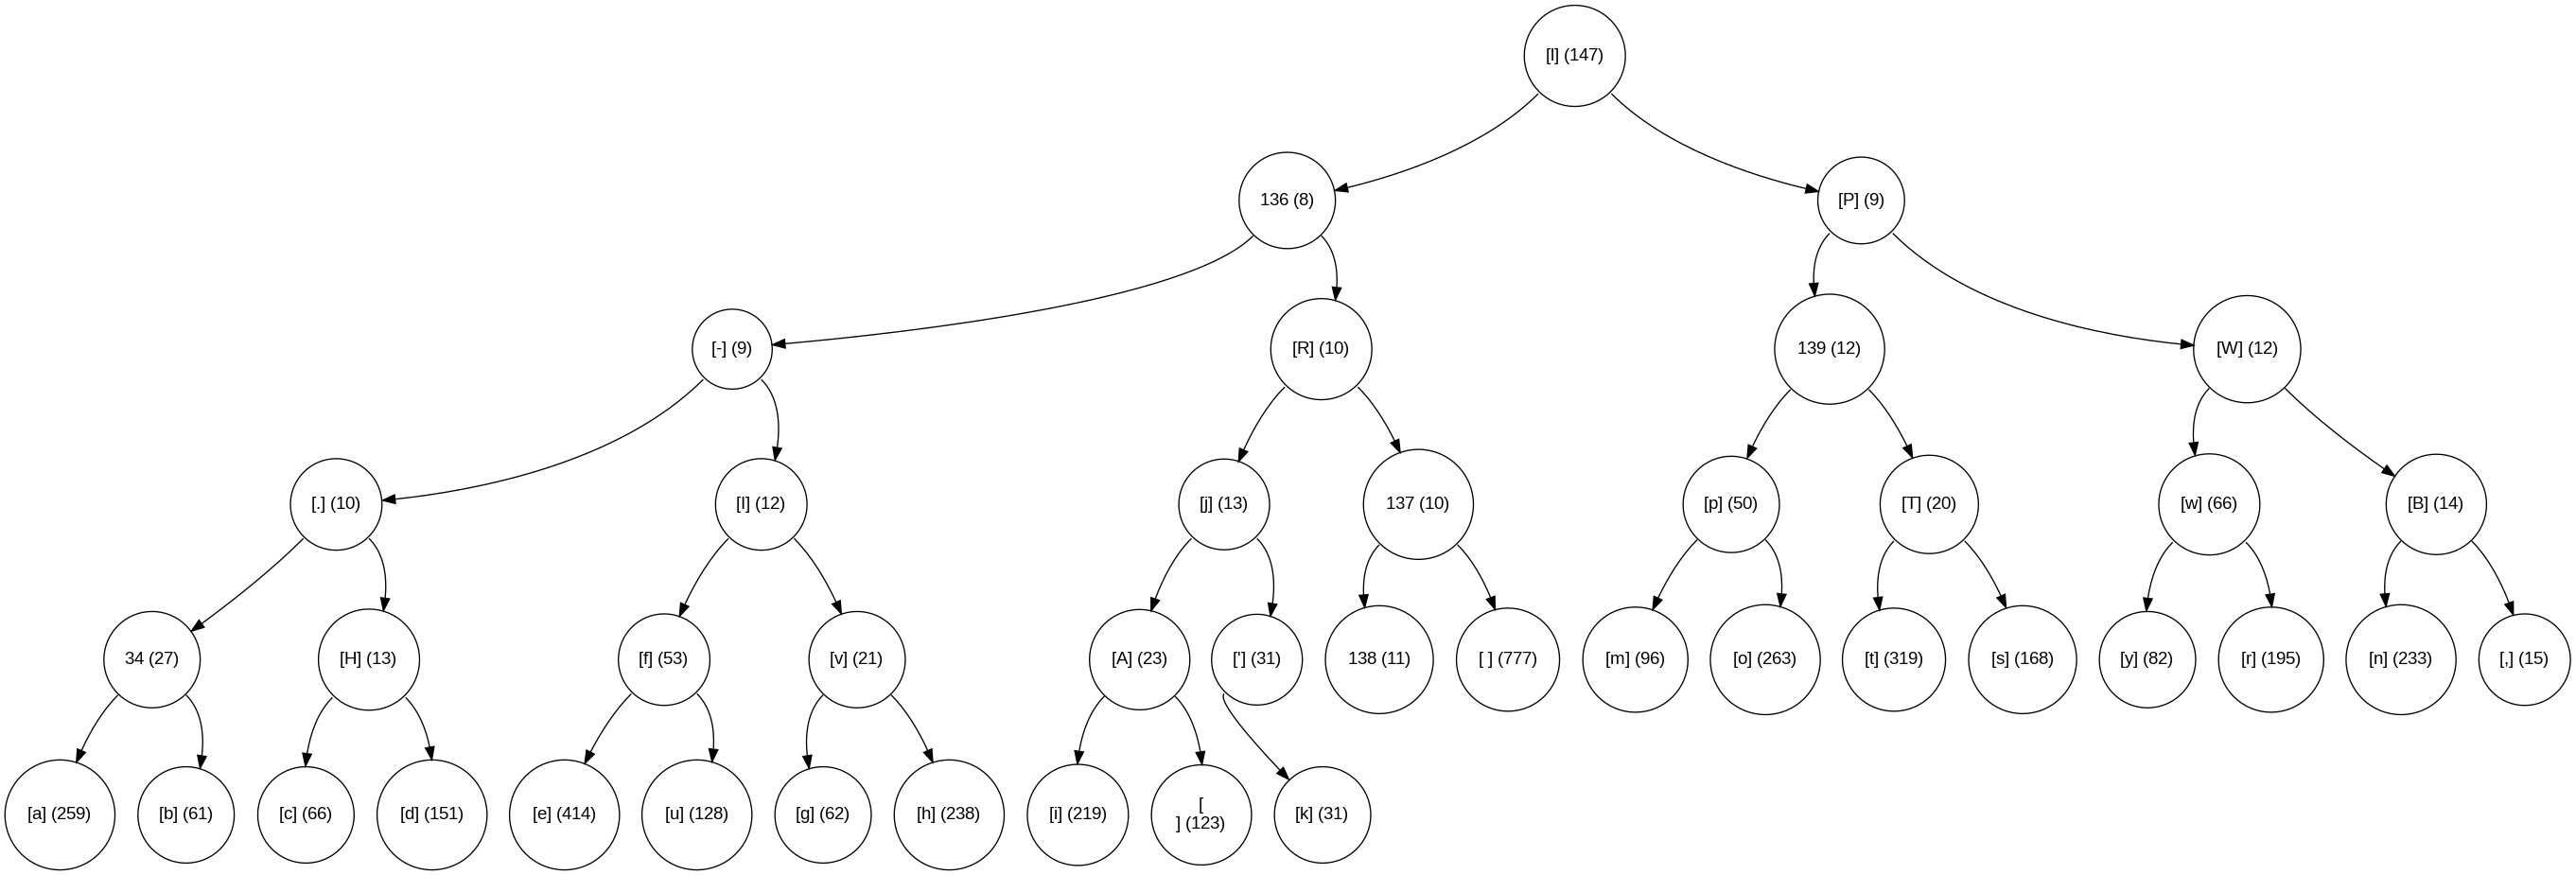 [l] (147)
136 (8)
[P] (9)
[-] (9)
[R] (10)
139 (12)
[W] (12)
[.] (10)
[I] (12)
[j] (13)
137 (10)
[p] (50)
[T] (20)
[w] (66)
[B] (14)
34 (27)
[H] (13)
[f] (53)
[v] (21)
[A] (23)
['] (31)
138 (11)
[ ] (777)
[m] (96)
[o] (263)
[t] (319)
[s] (168)
[y] (82)
[r] (195)
[n] (233)
[,] (15)
[a] (259)
[b] (61)
[c] (66)
[d] (151)
[e] (414)
[u] (128)
[g] (62)
[h] (238)
[i] (219)
[
] (123)
[k] (31)